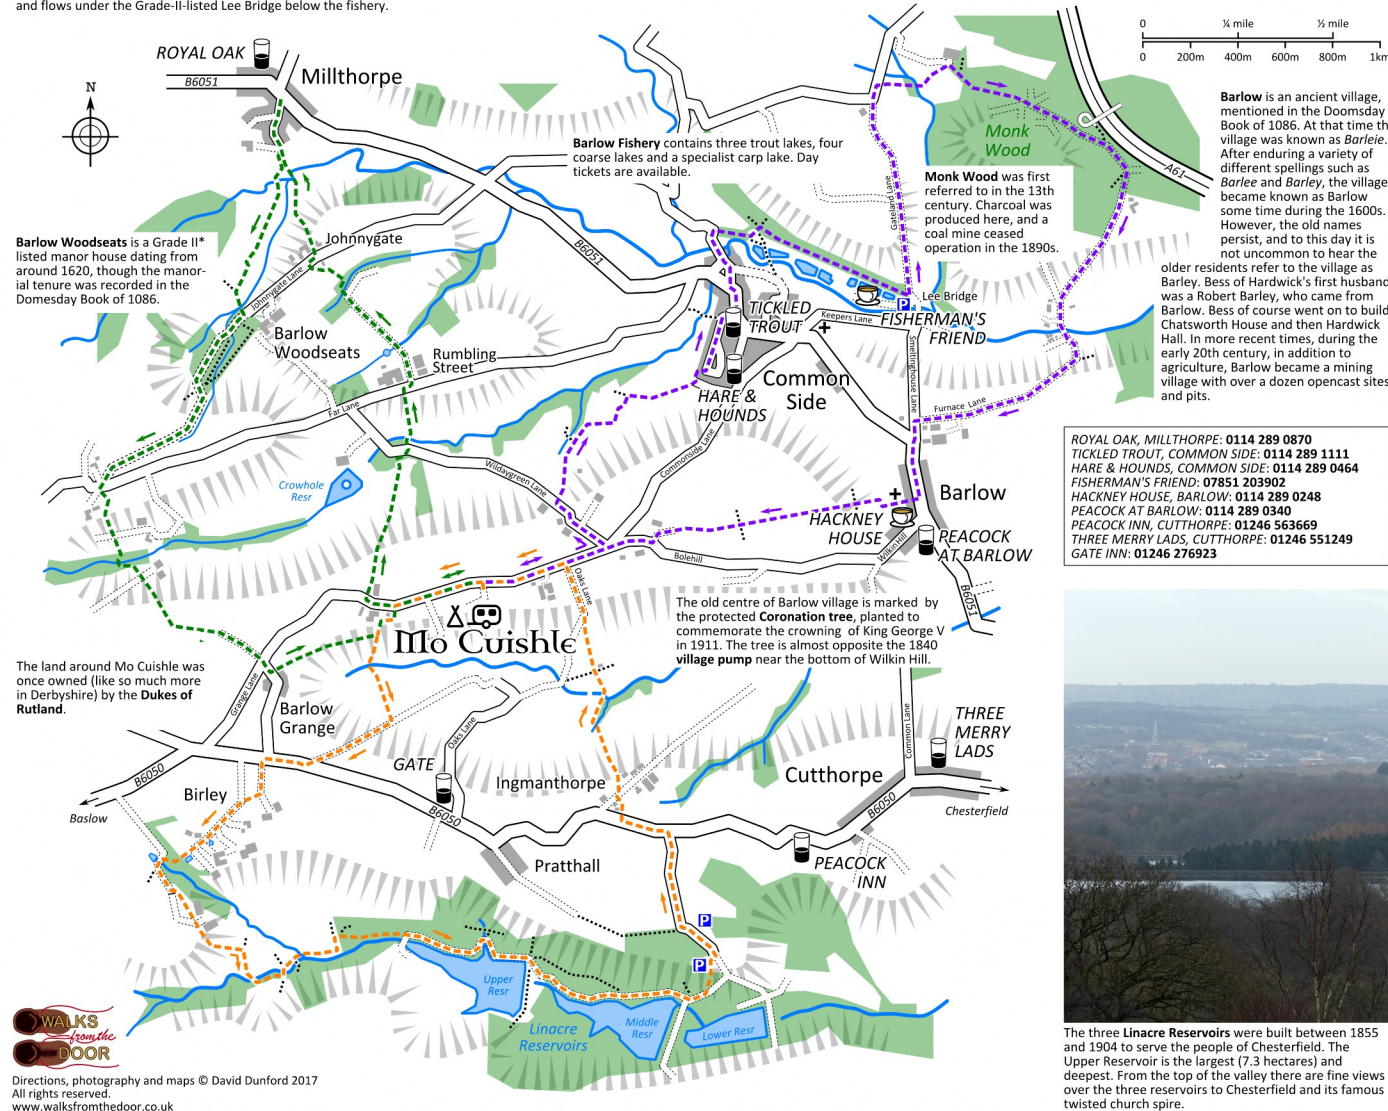 and flows under the Grade-II-listed Lee Bridge below the fishery.
ROYAL OAK
B6051
Millthorpe
N
0
¼ mile
½ mile
0
200m
400m
600m
800m
1km
Barlow is an ancient village,
mentioned in the Doomsday
Book of 1086. At that time th
village was known as Barleie.
After enduring a variety of
different spellings such as
Barlee and Barley, the village
became known as Barlow
some time during the 1600s.
However, the old names
persist, and to this day it is
not uncommon to hear the
older residents refer to the village as
Barley. Bess of Hardwick's first husband
was a Robert Barley, who came from
Barlow. Bess of course went on to build
Chatsworth House and then Hardwick
Hall. In more recent times, during the
early 20th century, in addition to
agriculture, Barlow became a mining
village with over a dozen opencast sites
and pits.
Monk
Wood
A61
Barlow Fishery contains three trout lakes, four
coarse lakes and a specialist carp lake. Day
tickets are available.
Monk Wood was first
referred to in the 13th
century. Charcoal was
produced here, and a
coal mine ceased
operation in the 1890s.
Gateland Lane
Barlow Woodseats is a Grade II*
listed manor house dating from
around 1620, though the manor-
ial tenure was recorded in the
Domesday Book of 1086.
Johnnygate
Johnnygate Lane
B6051
Barlow
Woodseats
Rumbling
Street
Far Lane
TICKLED
TROUT
Keepers Lane
P
Lee Bridge
FISHERMAN'S
FRIEND
Smeltinghouse Lane
HARE &
HOUNDS
Common
Side
Furnace Lane
Commonside Lane
Crowhole
Resr
Wildaygreen Lane
Barlow
HACKNEY
HOUSE
PEACOCK
AT BARLOW
Wilkin Hill
Bolehill
B6051
ROYAL OAK, MILLTHORPE: 0114 289 0870
TICKLED TROUT, COMMON SIDE: 0114 289 1111
HARE & HOUNDS, COMMON SIDE: 0114 289 0464
FISHERMAN'S FRIEND: 07851 203902
HACKNEY HOUSE, BARLOW: 0114 289 0248
PEACOCK AT BARLOW: 0114 289 0340
PEACOCK INN, CUTTHORPE: 01246 563669
THREE MERRY LADS, CUTTHORPE: 01246 551249
GATE INN: 01246 276923
Oaks Lane
Mo Cuishle
The old centre of Barlow village is marked by
the protected Coronation tree, planted to
commemorate the crowning of King George V
in 1911. The tree is almost opposite the 1840
village pump near the bottom of Wilkin Hill.
The land around Mo Cuishle was
once owned (like so much more
in Derbyshire) by the Dukes of
Rutland.
Grange Lane
Barlow
Grange
Oaks Lane
GATE
Ingmanthorpe
Common Lane
THREE
MERRY
LADS
Cutthorpe
B6050
Chesterfield
B6050
Baslow
Birley
B6050
Pratthall
PEACOCK
INN
P
P
Upper
Resr
Linacre
Reservoirs
Middle
Resr
Lower Resr
WALKS
from the
DOOR
Directions, photography and maps © David Dunford 2017
All rights reserved.
www.walksfromthedoor.co.uk
The three Linacre Reservoirs were built between 1855
and 1904 to serve the people of Chesterfield. The
Upper Reservoir is the largest (7.3 hectares) and
deepest. From the top of the valley there are fine views
over the three reservoirs to Chesterfield and its famous
twisted church spire.